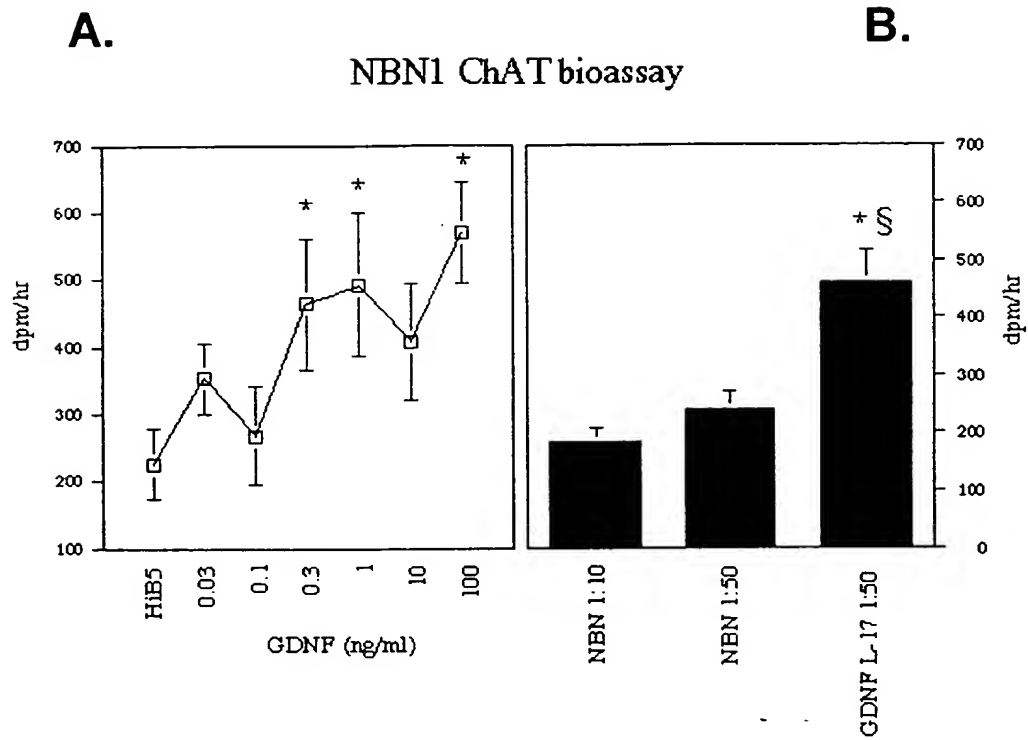 A.
B.
NBN1 ChAT bioassay
dpm/hr
700
600
500
400
300
200
100
*
*
*
HiB5
0.03
0.1
0.3
1
10
100
GDNF (ng/ml)
* §
700
600
500
400
300
200
100
0
dpm/hr
NBN 1:10
NBN 1:50
GDNF L-17 1:50